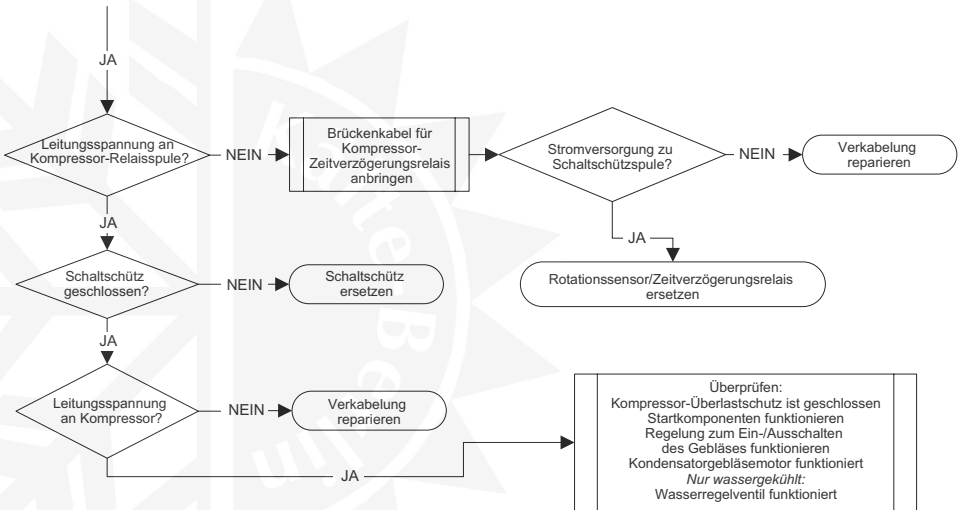 JA
Leitungsspannung an
Kompressor-Relaisspule?
NEIN
Brückenkabel für
Kompressor-
Zeitverzögerungsrelais
anbringen
Stromversorgung zu
Schaltschützspule?
NEIN
Verkabelung
reparieren
JA
JA
Rotationssensor/Zeitverzögerungsrelais
ersetzen
Schaltschütz
geschlossen?
NEIN
Schaltschütz
ersetzen
JA
Leitungsspannung
an Kompressor?
NEIN
Verkabelung
reparieren
JA
Überprüfen:
Kompressor-Überlastschutz ist geschlossen
Startkomponenten funktionieren
Regelung zum Ein-/Ausschalten
des Gebläses funktionieren
Kondensatorgebläsemotor funktioniert
Nur wassergekühlt:
Wasserregelventil funktioniert